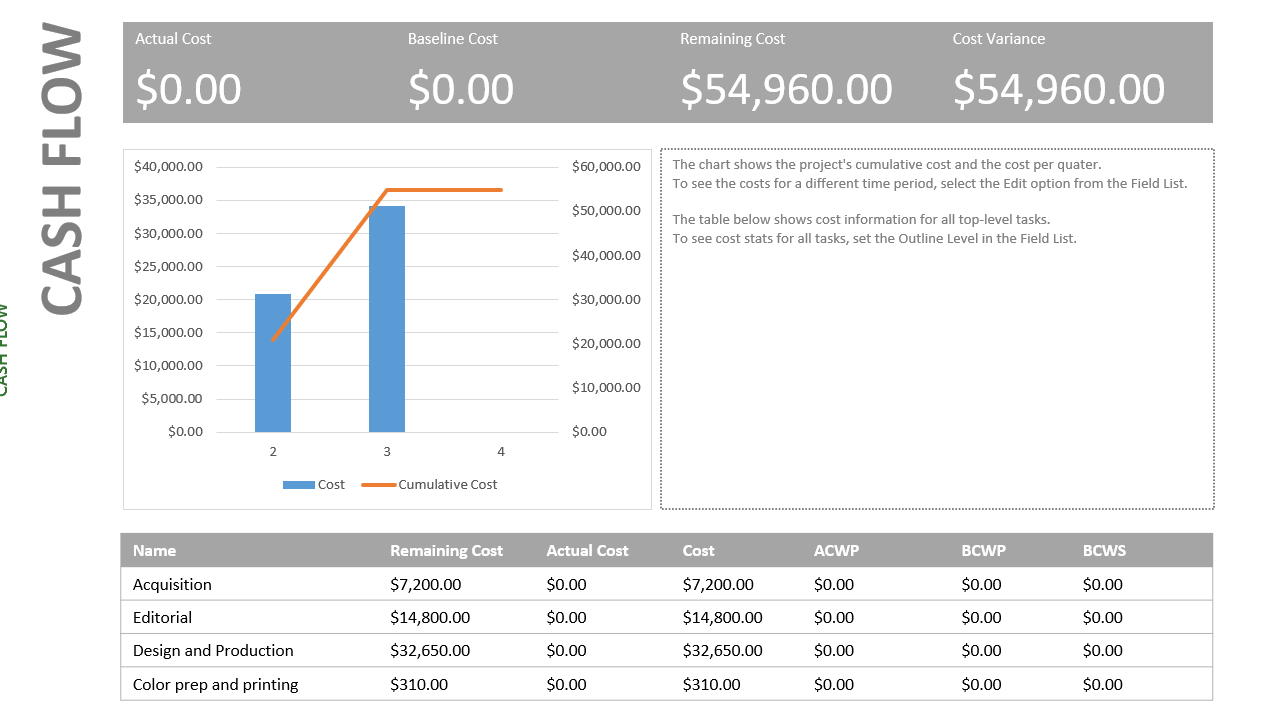 CASH FLOW
CASH FLOW
Actual Cost Baseline Cost Remaining Cost Cost Variance
$0.00 $0.00 $54,960.00 $54,960.00
$40,000.00 $60,000.00
$35,000.00 $50,000.00
$30,000.00 $40,000.00
$25,000.00 $30,000.00
$20,000.00 $20,000.00
$15,000.00 $10,000.00
$10,000.00 $0.00
$5,000.00
$0.00
2 3 4
Cost Cumulative Cost
The chart shows the project's cumulative cost and the cost per quater.
To see the costs for a different time period, select the Edit option from the Field List.
The table below shows cost information for all top-level tasks.
To see cost stats for all tasks, set the Outline Level in the Field List.
Name Remaining Cost Actual Cost Cost ACWP BCWP BCWS
Acquisition $7,200.00 $0.00 $7,200.00 $0.00 $0.00 $0.00
Editorial $14,800.00 $0.00 $14,800.00 $0.00 $0.00 $0.00
Design and Production $32,650.00 $0.00 $32,650.00 $0.00 $0.00 $0.00
Color prep and printing $310.00 $0.00 $310.00 $0.00 $0.00 $0.00